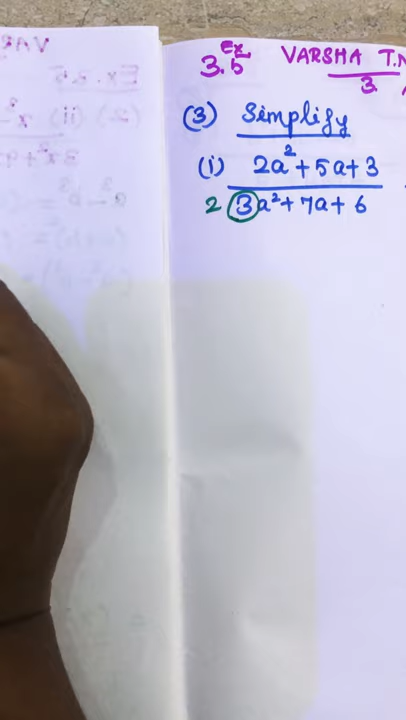 Ex
3.5 VARSHA T.N
3.
(3) Simplify
(i) 2a² + 5a + 3
2 3a² + 7a + 6